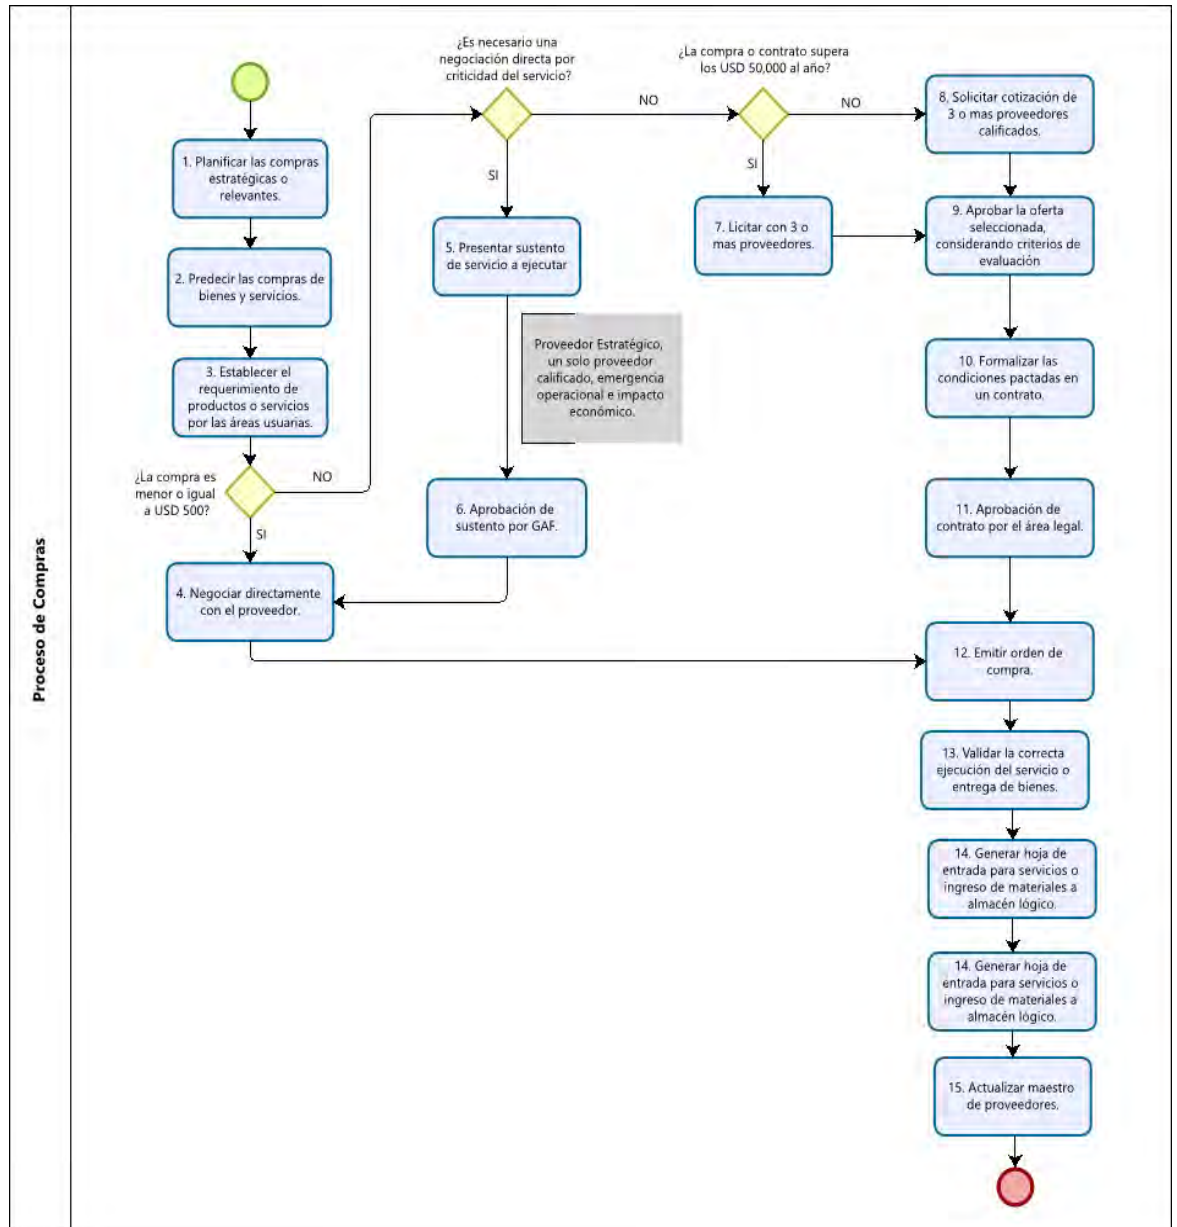 Proceso de Compras
1. Planificar las compras
estratégicas o
relevantes.
2. Predecir las compras de
bienes y servicios.
3. Establecer el
requerimiento de
productos o servicios
por las áreas usuarias.
¿La compra es
menor o igual
a USD 500?
NO
SI
4. Negociar directamente
con el proveedor.
¿Es necesario una
negociación directa por
criticidad del servicio?
NO
SI
5. Presentar sustento
de servicio a ejecutar
Proveedor Estratégico,
un solo proveedor
calificado, emergencia
operacional e impacto
económico.
6. Aprobación de
sustento por GAF.
¿La compra o contrato supera
los USD 50,000 al año?
NO
SI
7. Licitar con 3 o
mas proveedores.
8. Solicitar cotización de
3 o mas proveedores
calificados.
9. Aprobar la oferta
seleccionada,
considerando criterios de
evaluación
10. Formalizar las
condiciones pactadas en
un contrato.
11. Aprobación de
contrato por el área legal.
12. Emitir orden de
compra.
13. Validar la correcta
ejecución del servicio o
entrega de bienes.
14. Generar hoja de
entrada para servicios o
ingreso de materiales a
almacén lógico.
14. Generar hoja de
entrada para servicios o
ingreso de materiales a
almacén lógico.
15. Actualizar maestro
de proveedores.